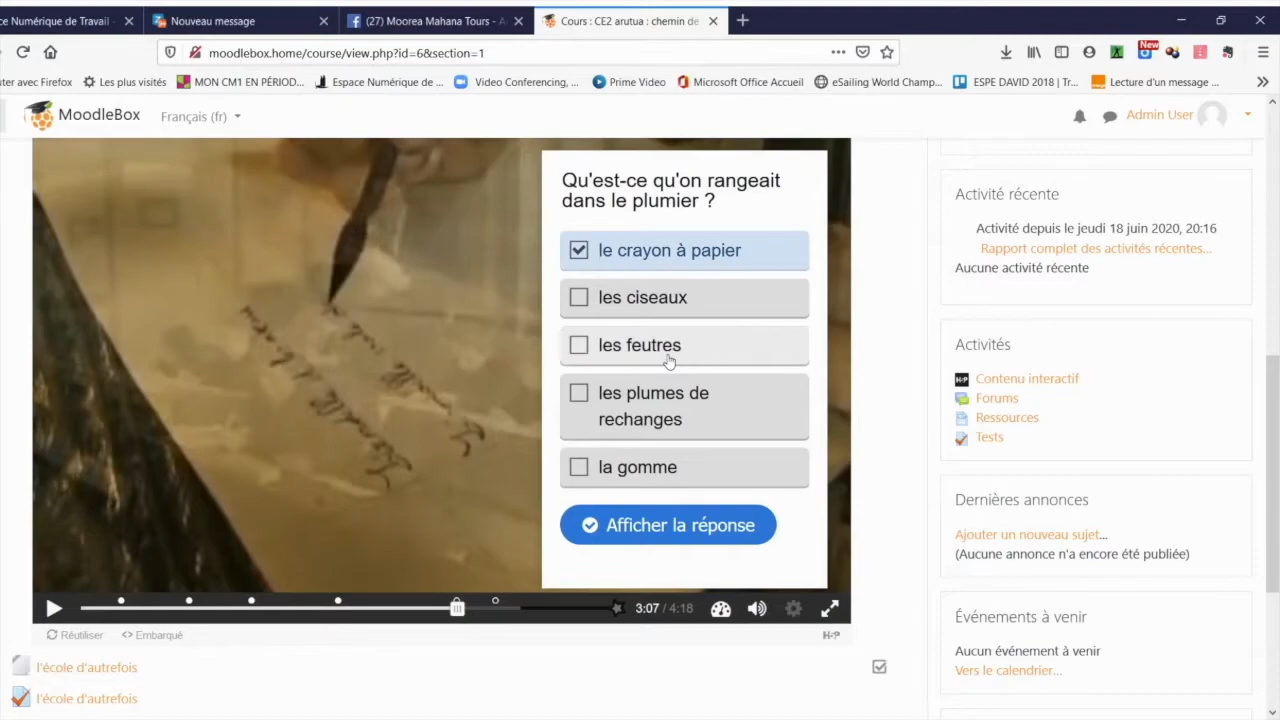 ce Numérique de Travail -
Nouveau message
(27) Moorea Mahana Tours - A
Cours : CE2 arutua : chemin de
moodlebox.home/course/view.php?id=6&section=1
New
ter avec Firefox
Les plus visités
MON CM1 EN PÉRIOD...
Espace Numérique de ...
Video Conferencing, ...
Prime Video
Microsoft Office Accueil
eSailing World Champ...
ESPE DAVID 2018 | Tr...
Lecture d'un message ...
MoodleBox
Français (fr)
Admin User
Qu'est-ce qu'on rangeait
dans le plumier ?
le crayon à papier
les ciseaux
les feutres
les plumes de
rechanges
la gomme
Afficher la réponse
3:07 / 4:18
Réutiliser
<> Embarqué
H5P
l'école d'autrefois
l'école d'autrefois
Activité récente
Activité depuis le jeudi 18 juin 2020, 20:16
Rapport complet des activités récentes...
Aucune activité récente
Activités
H5P
Contenu interactif
Forums
Ressources
Tests
Dernières annonces
Ajouter un nouveau sujet...
(Aucune annonce n'a encore été publiée)
Événements à venir
Aucun événement à venir
Vers le calendrier...